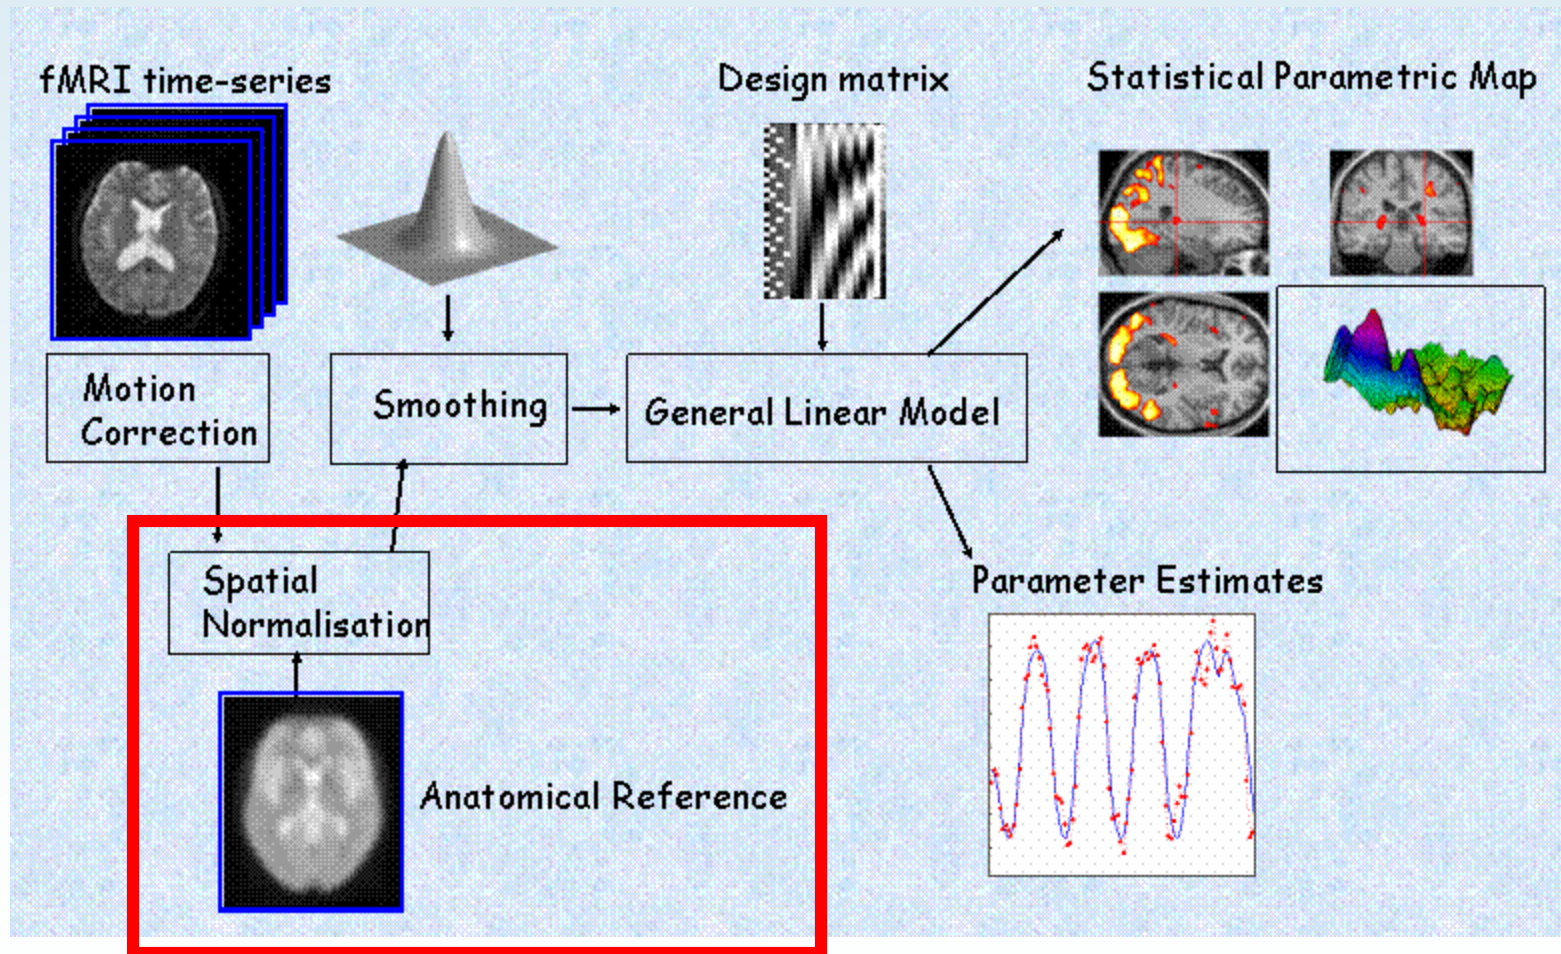 fMRI time-series
Design matrix
Statistical Parametric Map
Motion
Correction
Smoothing
General Linear Model
Spatial
Normalisation
Parameter Estimates
Anatomical Reference